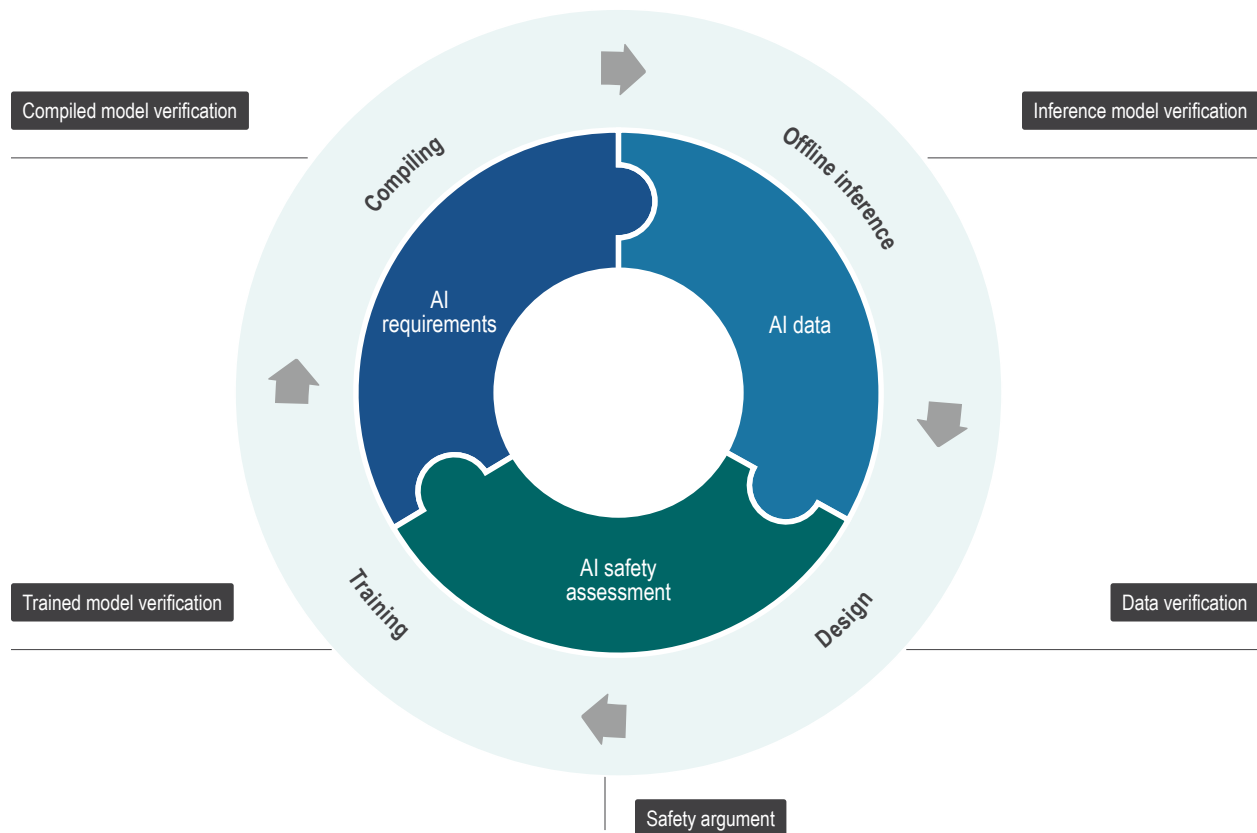 Compiled model verification
Inference model verification
Compiling
Offline inference
AI
requirements
AI data
AI safety
assessment
Training
Design
Trained model verification
Data verification
Safety argument